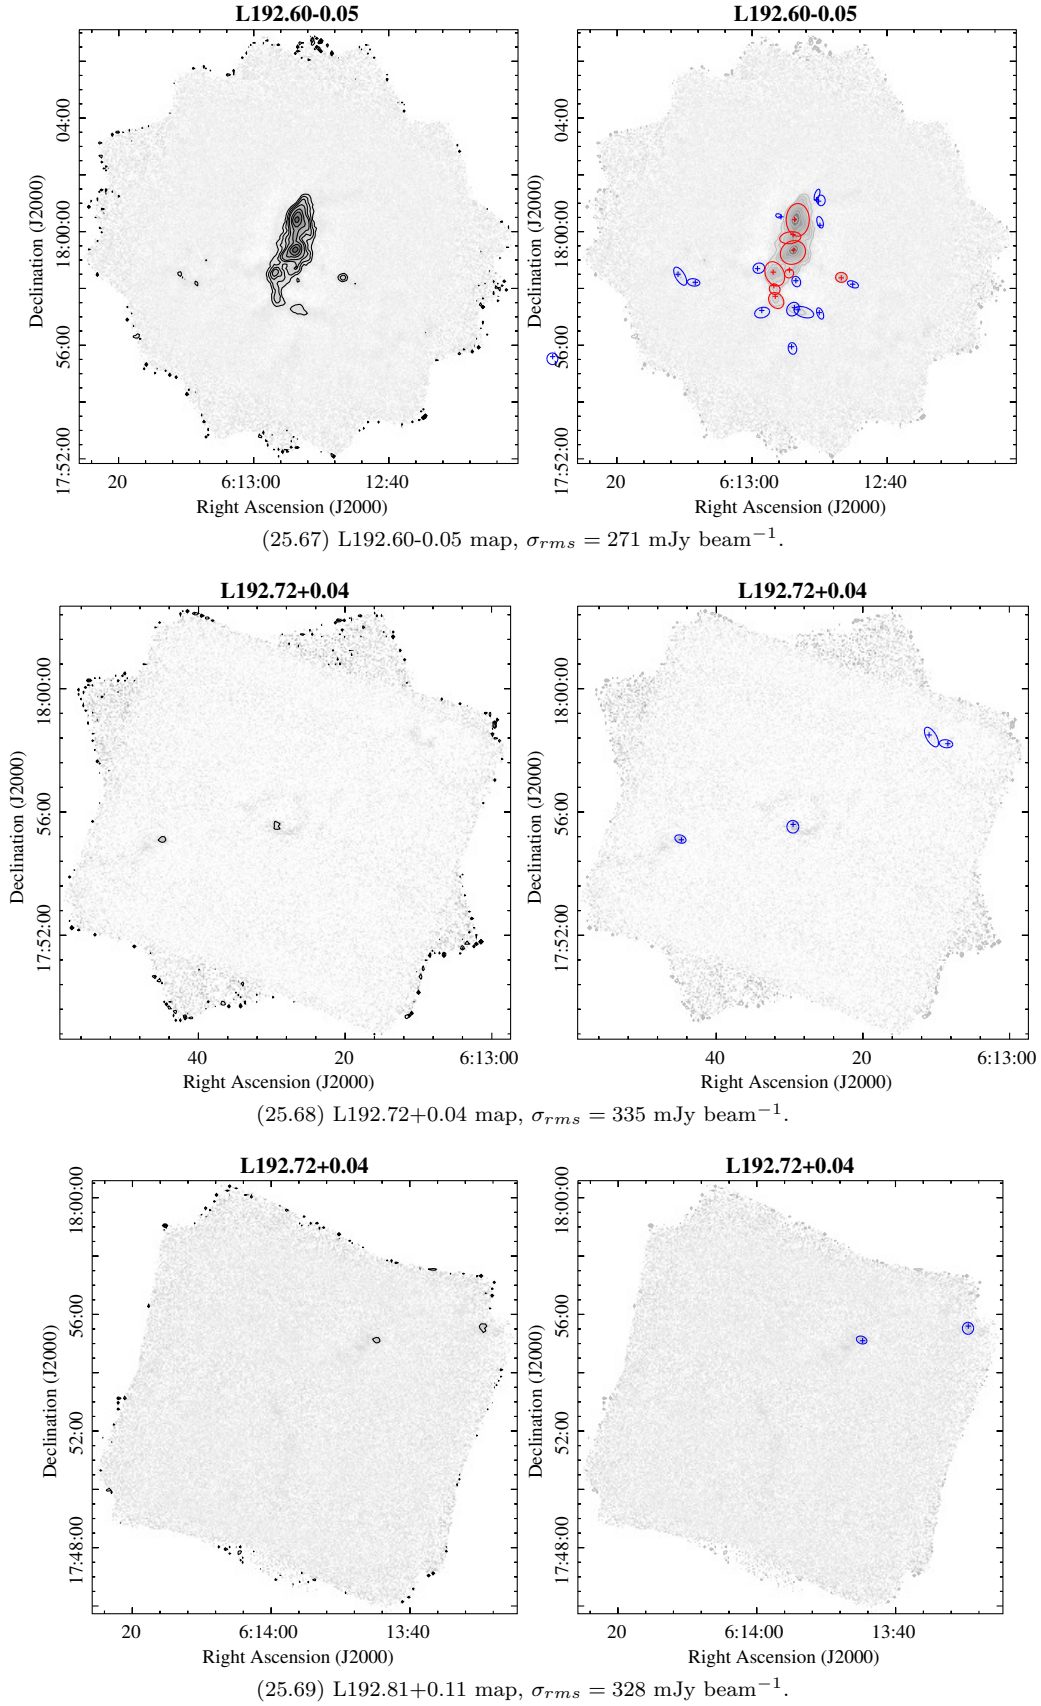 L192.60-0.05 L192.60-0.05
Declination (J2000) Declination (J2000)
04:00 04:00
18:00:00 18:00:00
56:00 56:00
17:52:00 17:52:00
20 6:13:00 12:40 20 6:13:00 12:40
Right Ascension (J2000) Right Ascension (J2000)
(25.67) L192.60-0.05 map, σrms = 271 mJy beam−1.
L192.72+0.04 L192.72+0.04
Declination (J2000) Declination (J2000)
18:00:00 18:00:00
56:00 56:00
17:52:00 17:52:00
40 20 6:13:00 40 20 6:13:00
Right Ascension (J2000) Right Ascension (J2000)
(25.68) L192.72+0.04 map, σrms = 335 mJy beam−1.
L192.72+0.04 L192.72+0.04
Declination (J2000) Declination (J2000)
18:00:00 18:00:00
56:00 56:00
52:00 52:00
17:48:00 17:48:00
20 6:14:00 13:40 20 6:14:00 13:40
Right Ascension (J2000) Right Ascension (J2000)
(25.69) L192.81+0.11 map, σrms = 328 mJy beam−1.